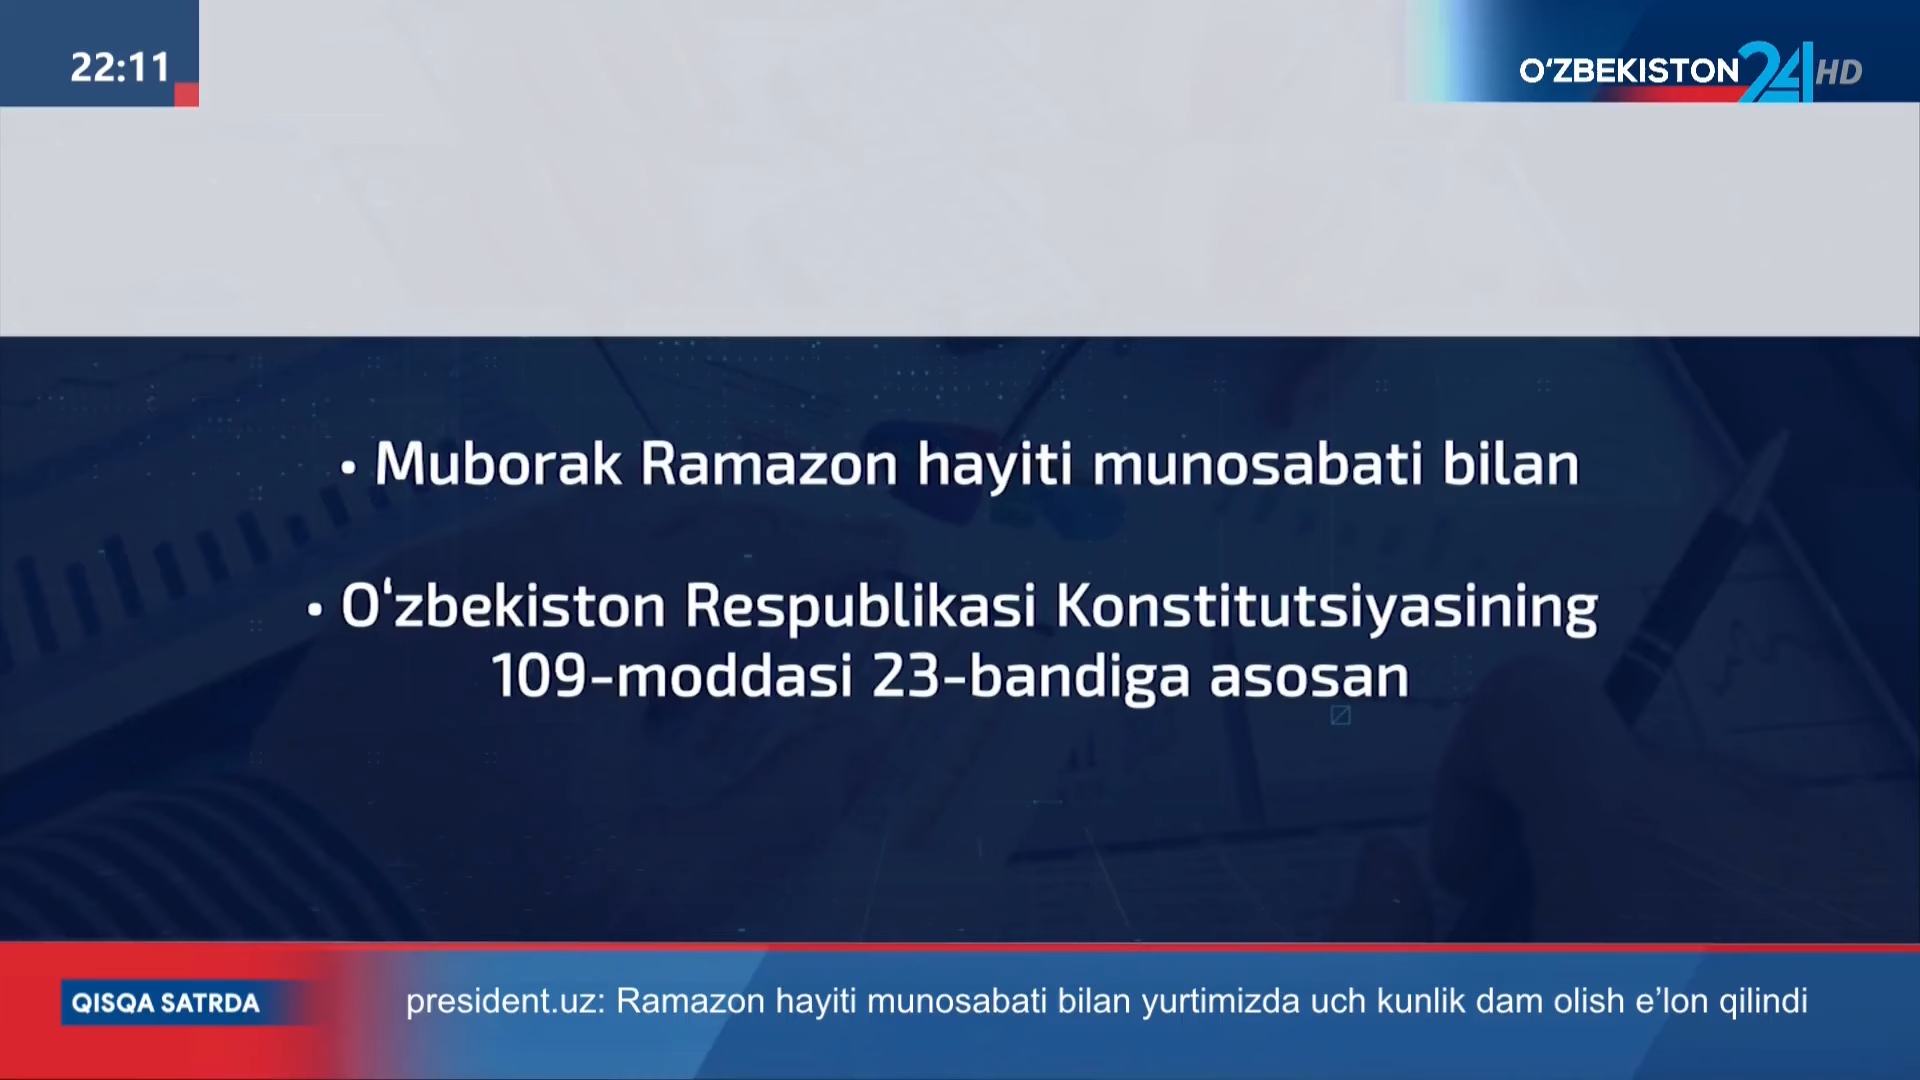 22:11
OʻZBEKISTON 24 HD
• Muborak Ramazon hayiti munosabati bilan
• Oʻzbekiston Respublikasi Konstitutsiyasining
109-moddasi 23-bandiga asosan
QISQA SATRDA
president.uz: Ramazon hayiti munosabati bilan yurtimizda uch kunlik dam olish e’lon qilindi